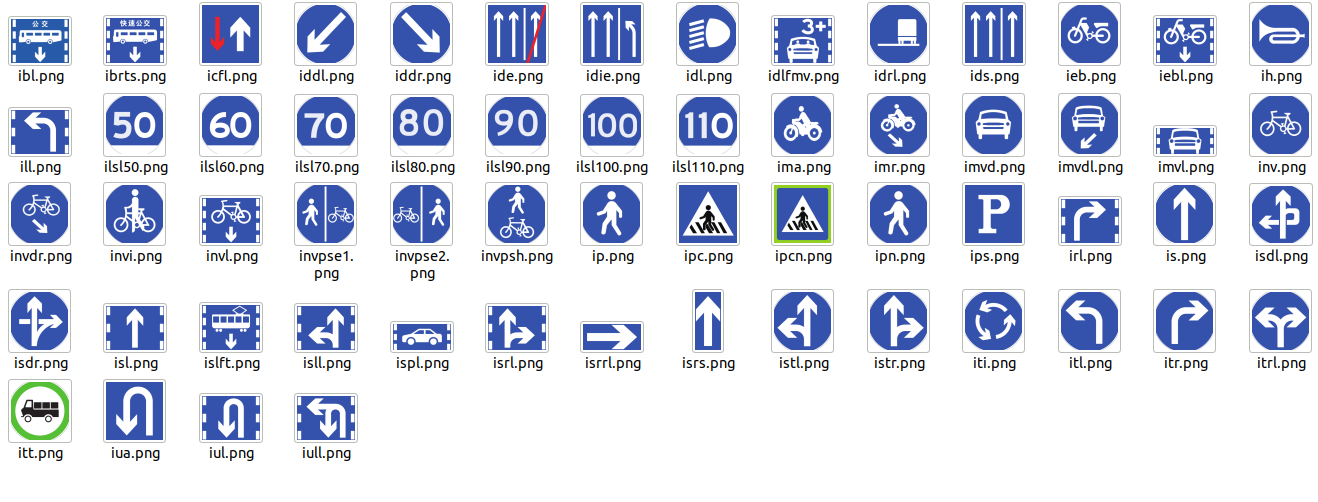 公交
快速公交
3+
ibl.png ibrts.png icfl.png iddl.png iddr.png ide.png idie.png idl.png idlfmv.png idrl.png ids.png ieb.png iebl.png ih.png
50 60 70 80 90 100 110
ill.png ilsl50.png ilsl60.png ilsl70.png ilsl80.png ilsl90.png ilsl100.png ilsl110.png ima.png imr.png imvd.png imvdl.png imvl.png inv.png
P
invdr.png invi.png invl.png invpse1.png invpse2.png invpsh.png ip.png ipc.png ipcn.png ipn.png ips.png irl.png is.png isdl.png
isdr.png isl.png islft.png isll.png ispl.png isrl.png isrrl.png isrs.png istl.png istr.png iti.png itl.png itr.png itrl.png
itt.png iua.png iul.png iull.png